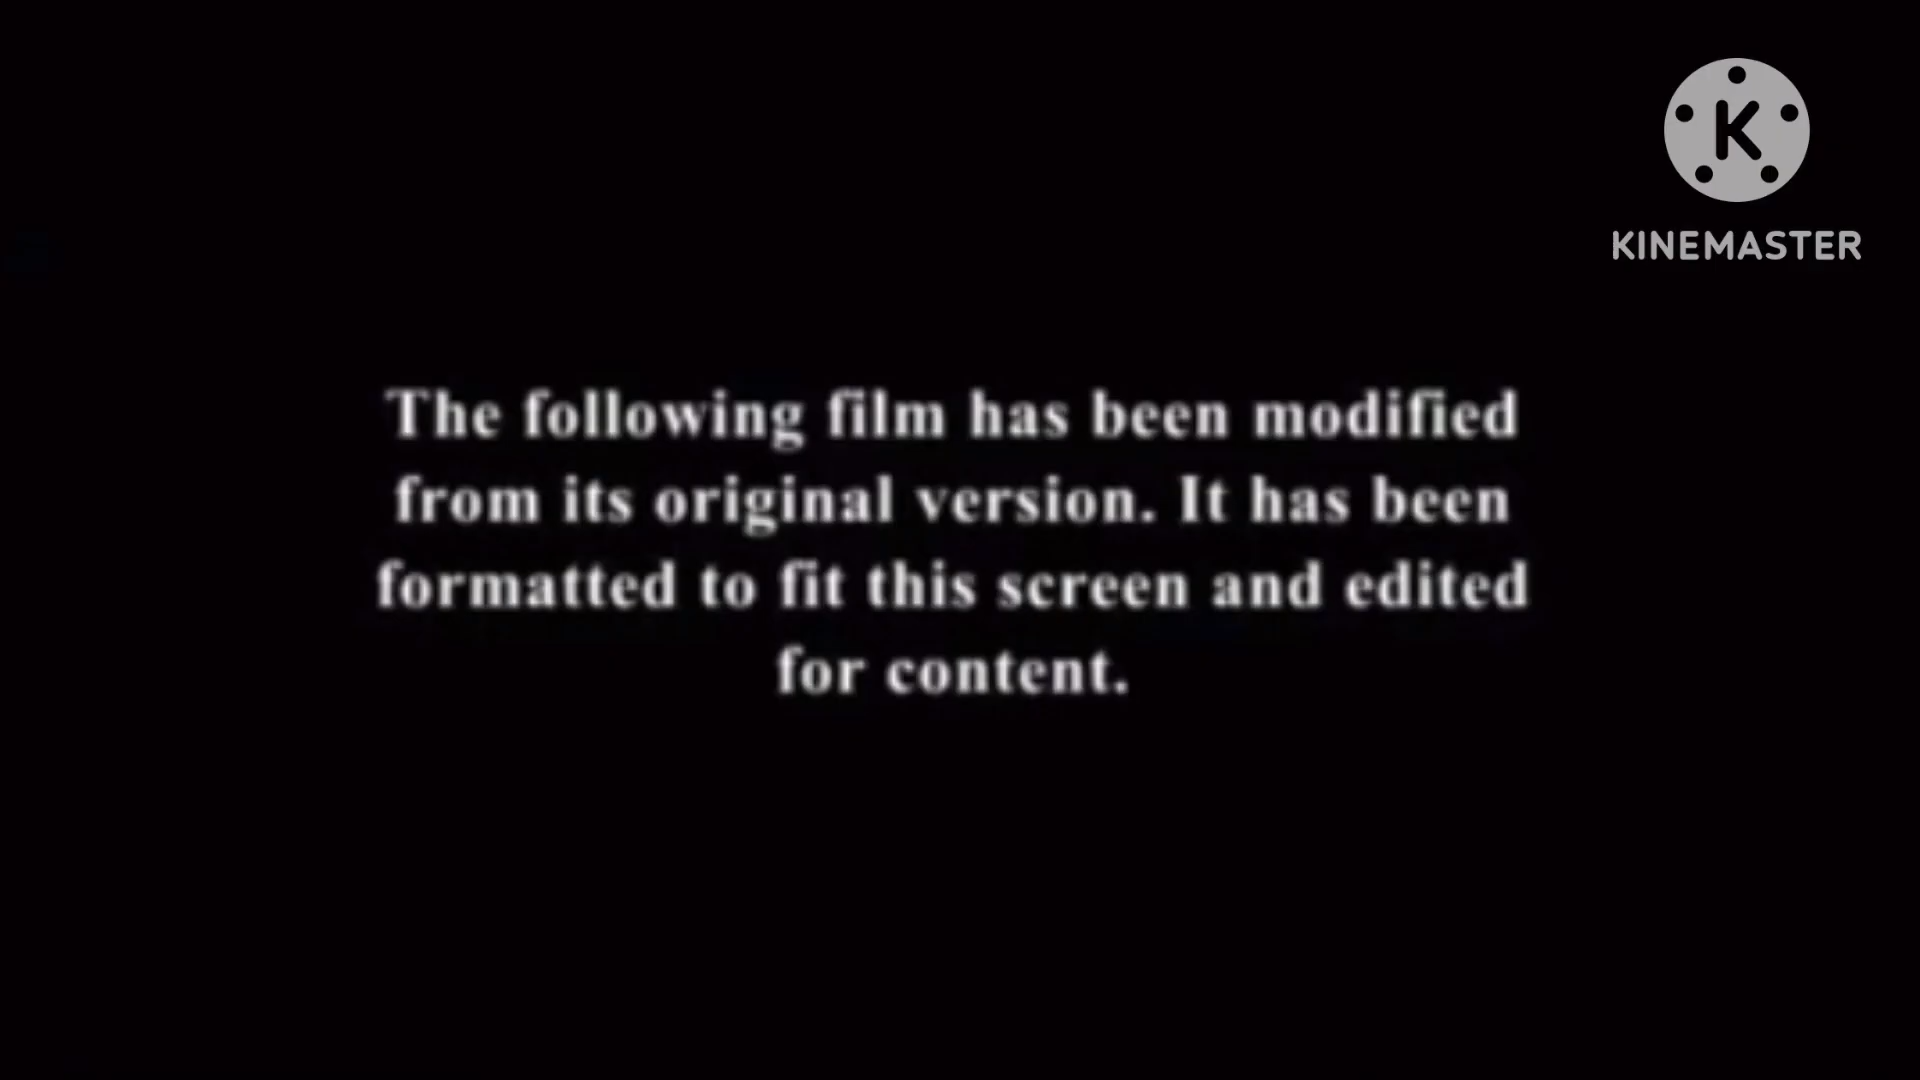 K
KINEMASTER
The following film has been modified
from its original version. It has been
formatted to fit this screen and edited
for content.